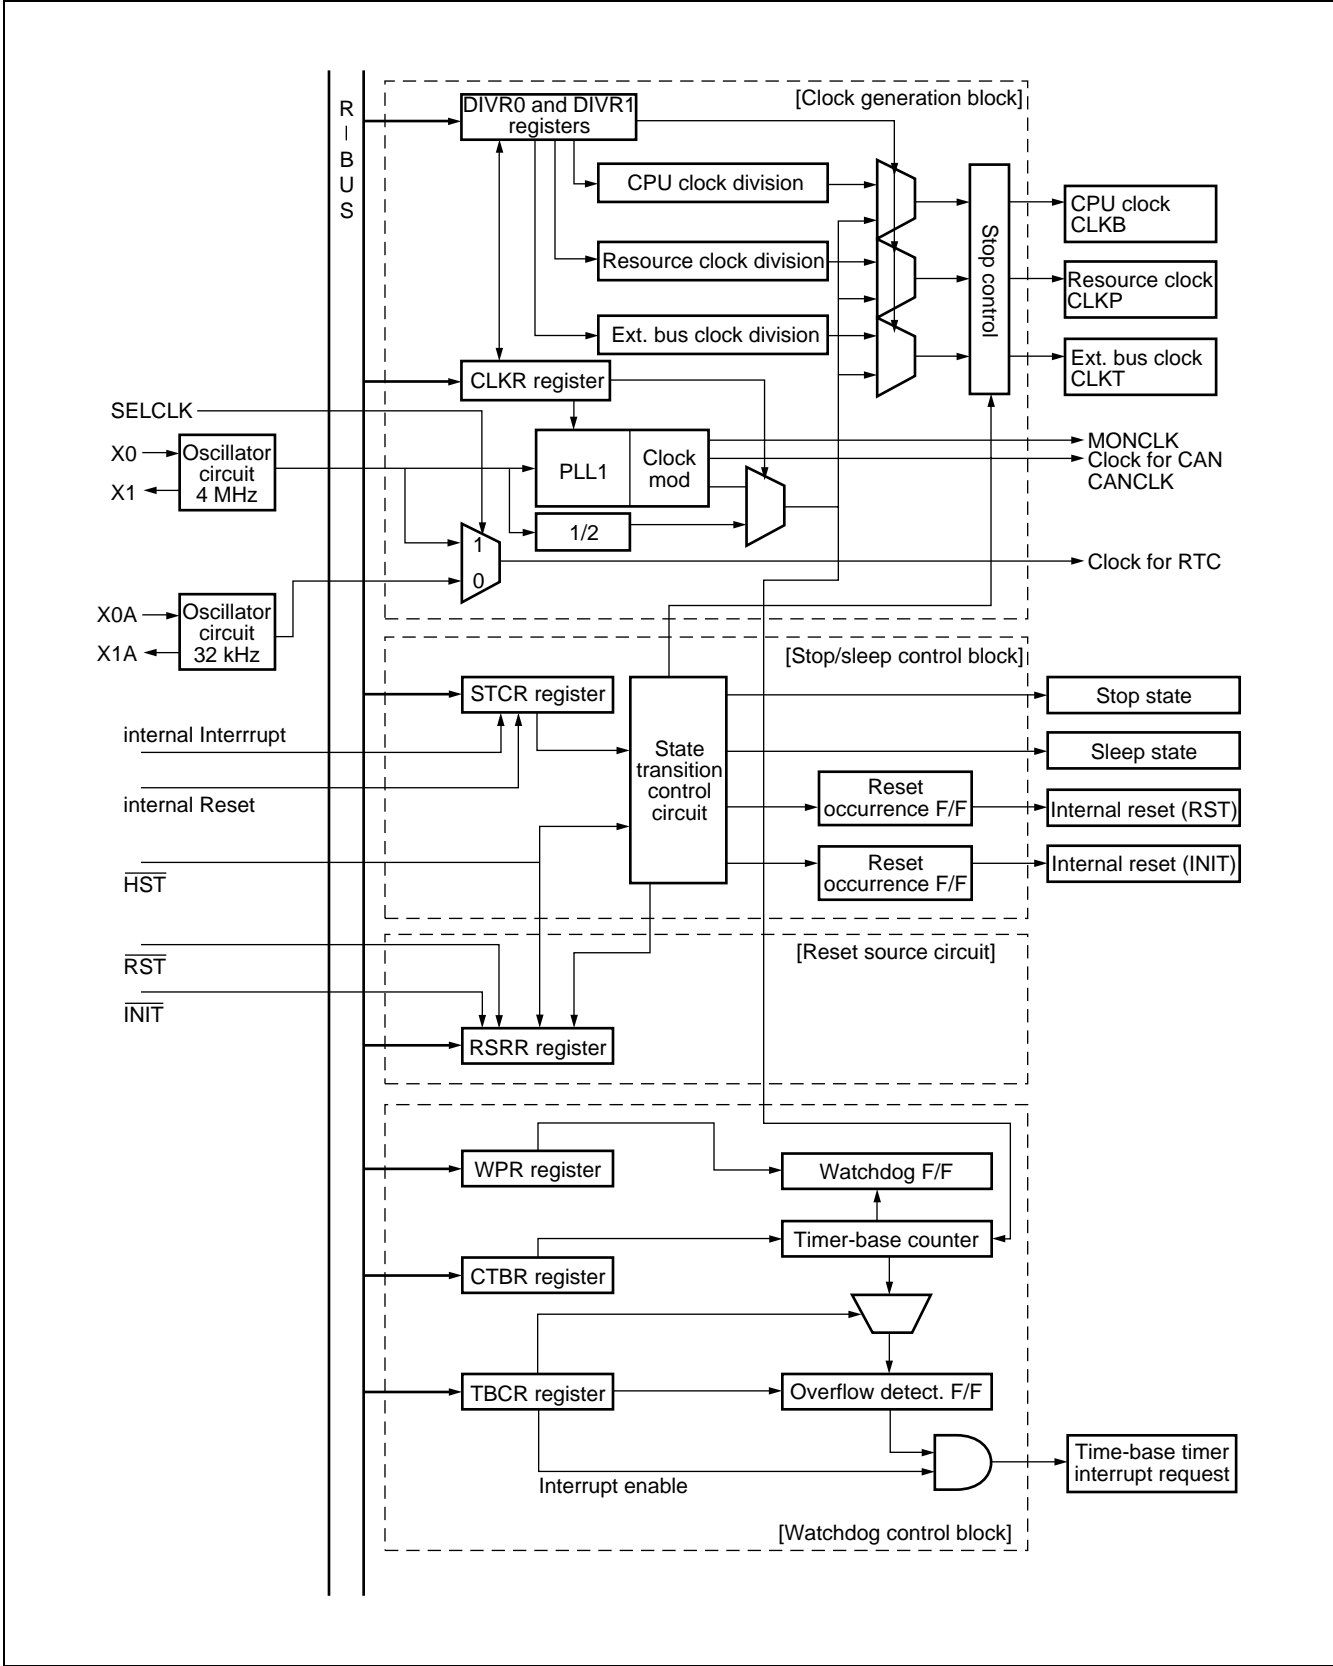 R
–
B
U
S
[Clock generation block]
DIVR0 and DIVR1
registers
CPU clock division
Resource clock division
Ext. bus clock division
Stop control
CPU clock
CLKB
Resource clock
CLKP
Ext. bus clock
CLKT
CLKR register
SELCLK
X0
X1
Oscillator
circuit
4 MHz
PLL1
Clock
mod
1/2
1
0
MONCLK
Clock for CAN
CANCLK
Clock for RTC
X0A
X1A
Oscillator
circuit
32 kHz
[Stop/sleep control block]
STCR register
internal Interrrupt
internal Reset
HST
State
transition
control
circuit
Stop state
Sleep state
Reset
occurrence F/F
Internal reset (RST)
Reset
occurrence F/F
Internal reset (INIT)
[Reset source circuit]
RST
INIT
RSRR register
WPR register
Watchdog F/F
Timer-base counter
CTBR register
TBCR register
Overflow detect. F/F
Interrupt enable
Time-base timer
interrupt request
[Watchdog control block]